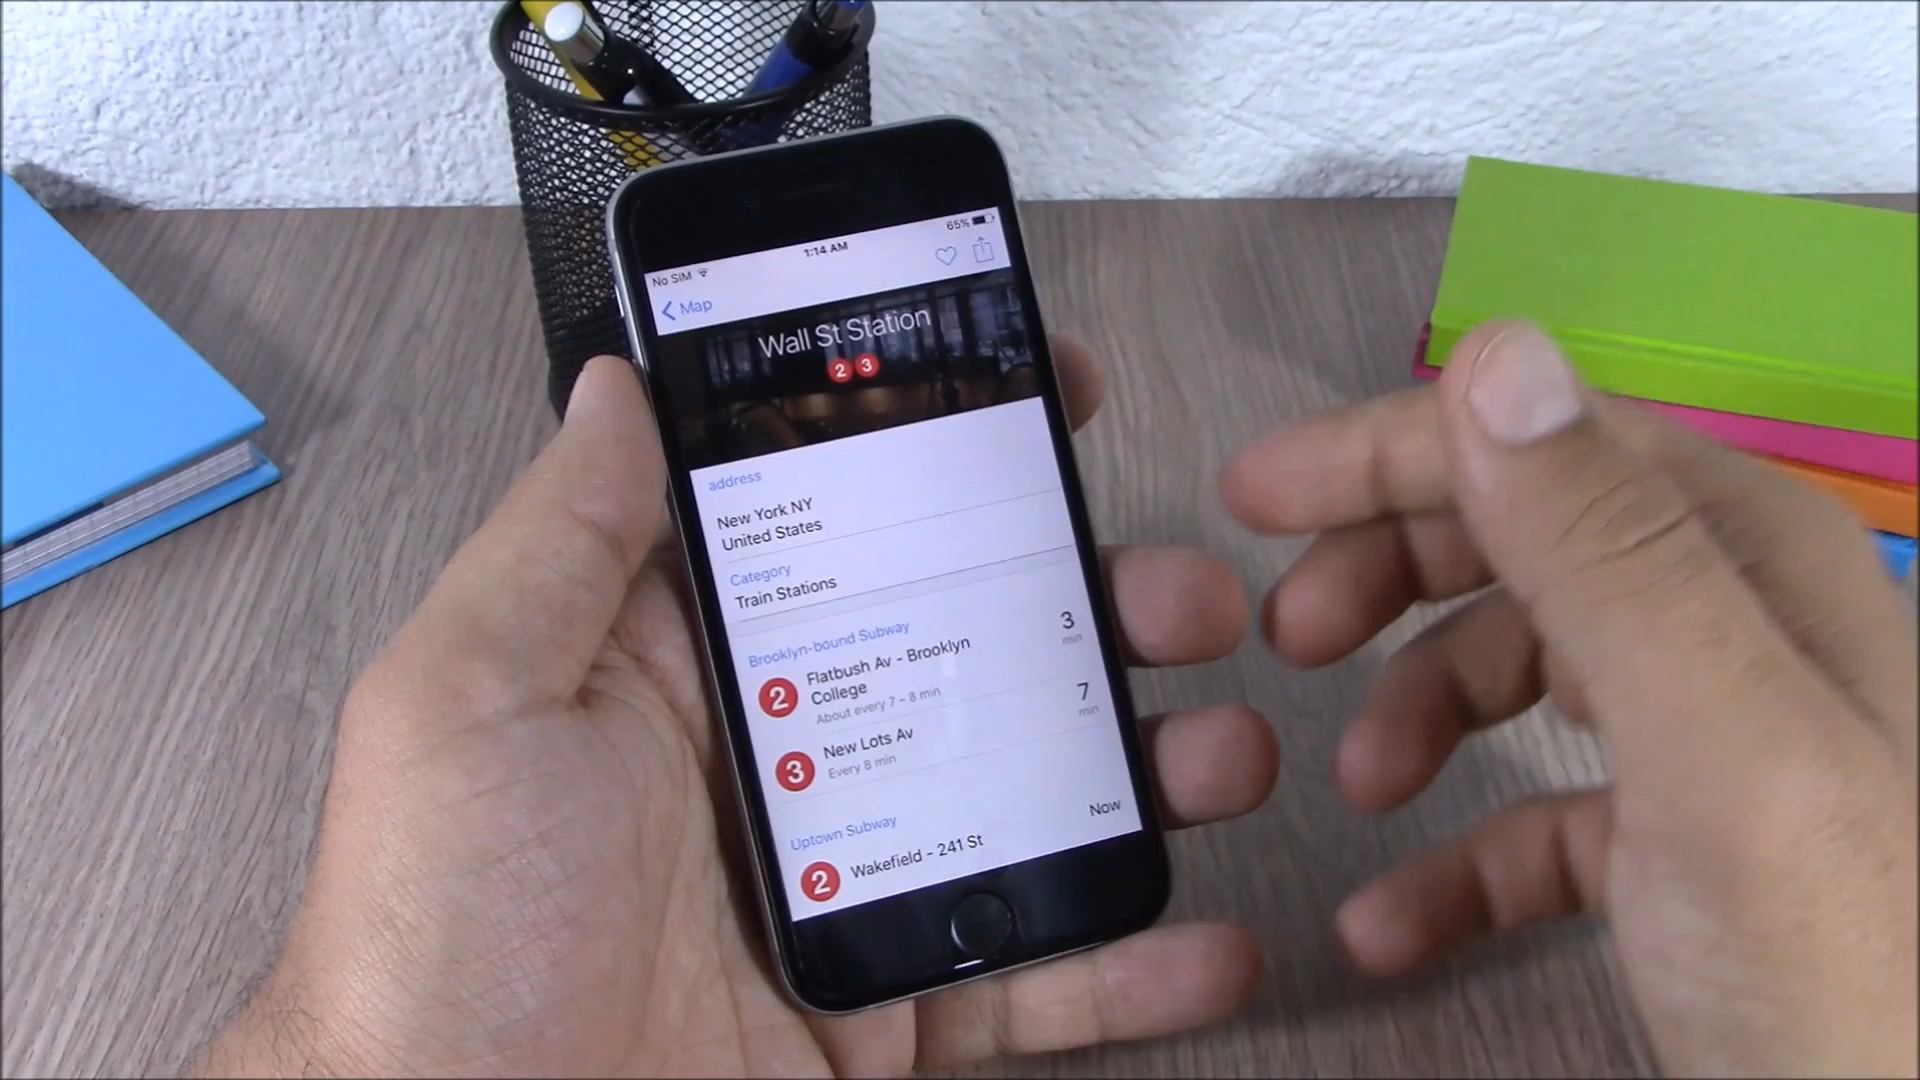 No SIM 1:14 AM 65%
Map
Wall St Station
2 3
address
New York NY
United States
Category
Train Stations
Brooklyn-bound Subway
2 Flatbush Av - Brooklyn College 3 min
About every 7 – 8 min
3 New Lots Av 7 min
Every 8 min
Uptown Subway
2 Wakefield - 241 St Now